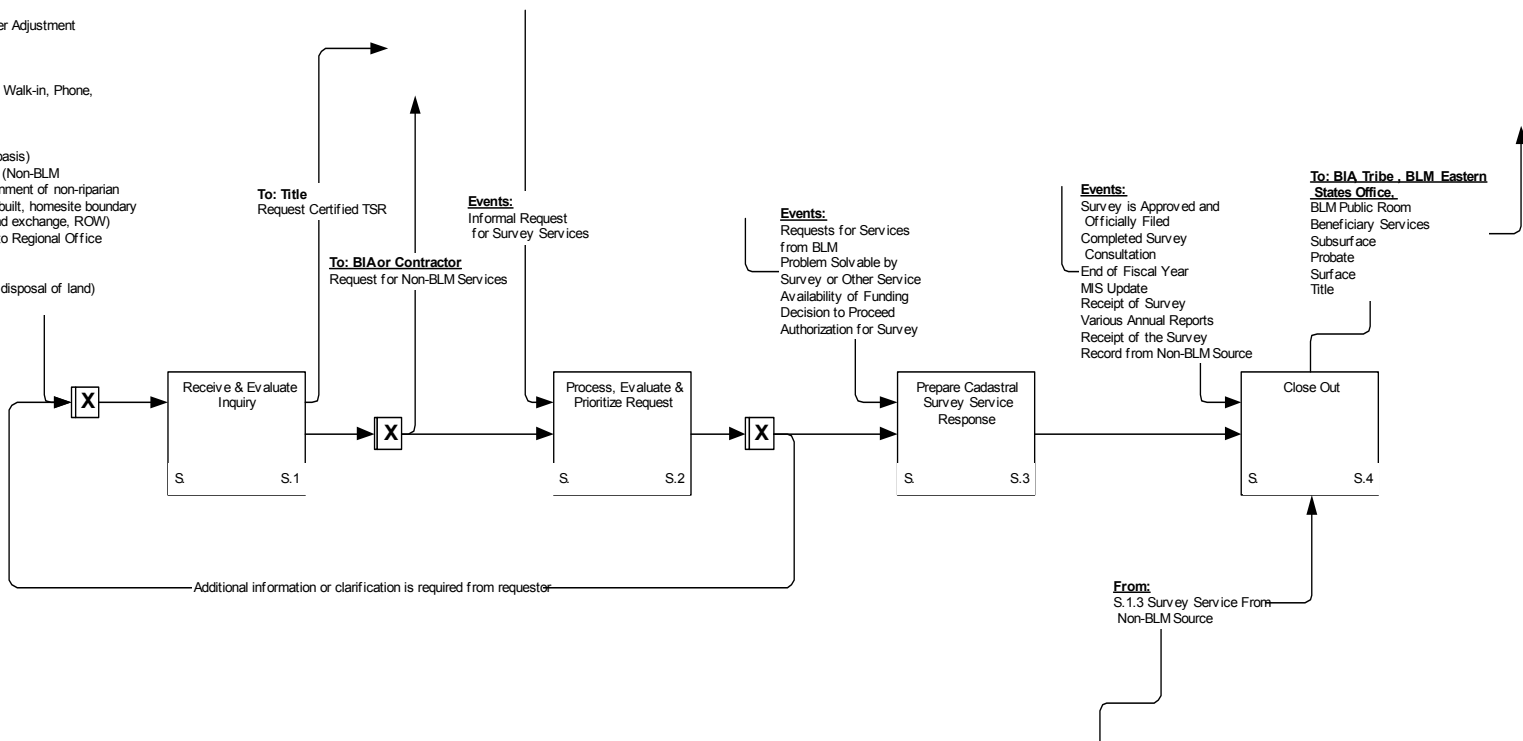 er Adjustment
Walk-in, Phone,
basis)
(Non-BLM
nment of non-riparian
built, homesite boundary
nd exchange, ROW)
to Regional Office
disposal of land)
To: Title
Request Certified TSR
To: BIA or Contractor
Request for Non-BLM Services
Events:
Informal Request
for Survey Services
Events:
Requests for Services
from BLM
Problem Solvable by
Survey or Other Service
Availability of Funding
Decision to Proceed
Authorization for Survey
Events:
Survey is Approved and
Officially Filed
Completed Survey
Consultation
End of Fiscal Year
MIS Update
Receipt of Survey
Various Annual Reports
Receipt of the Survey
Record from Non-BLM Source
To: BIA, Tribe , BLM Eastern
States Office,
BLM Public Room
Beneficiary Services
Subsurface
Probate
Surface
Title
X
Receive & Evaluate
Inquiry
S. S.1
X
Process, Evaluate &
Prioritize Request
S. S.2
X
Prepare Cadastral
Survey Service
Response
S. S.3
Close Out
S. S.4
Additional information or clarification is required from requestor
From:
S.1.3 Survey Service From
Non-BLM Source